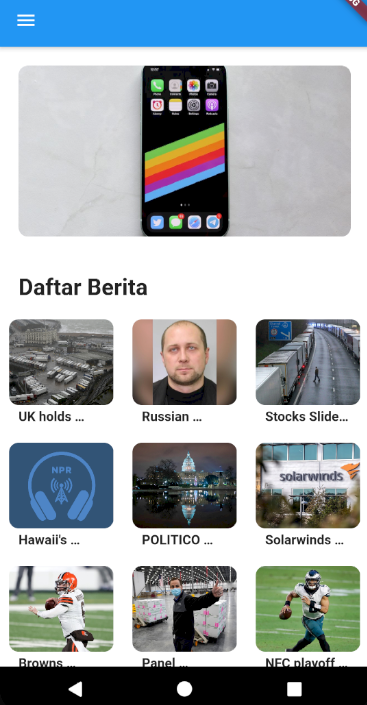 Daftar Berita
UK holds ...
Russian ...
Stocks Slide...
NPR
solarwinds
Hawaii's ...
POLITICO ...
Solarwinds ...
Browns ...
Panel ...
NFC playoff ...